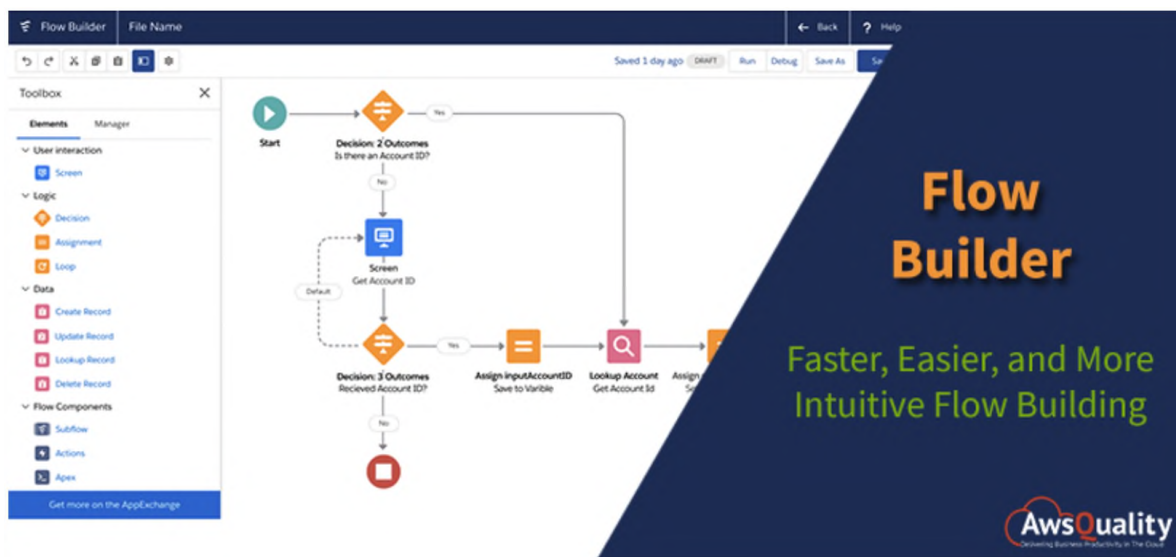 Flow Builder
File Name
Back
? Help
Saved 1 day ago
DRAFT
Run
Debug
Save As
Toolbox
Elements
Manager
User interaction
Screen
Logic
Decision
Assignment
Loop
Data
Create Record
Update Record
Lookup Record
Delete Record
Flow Components
Subflow
Actions
Apex
Get more on the AppExchange
Start
Decision: 2 Outcomes
Is there an Account ID?
Yes
No
Screen
Get Account ID
Default
Decision: 3 Outcomes
Recieved Account ID?
Yes
No
Assign inputAccountID
Save to Varible
Lookup Account
Get Account Id
Assign
Flow
Builder
Faster, Easier, and More
Intuitive Flow Building
AwsQuality
Delivering Business Productivity In The Cloud